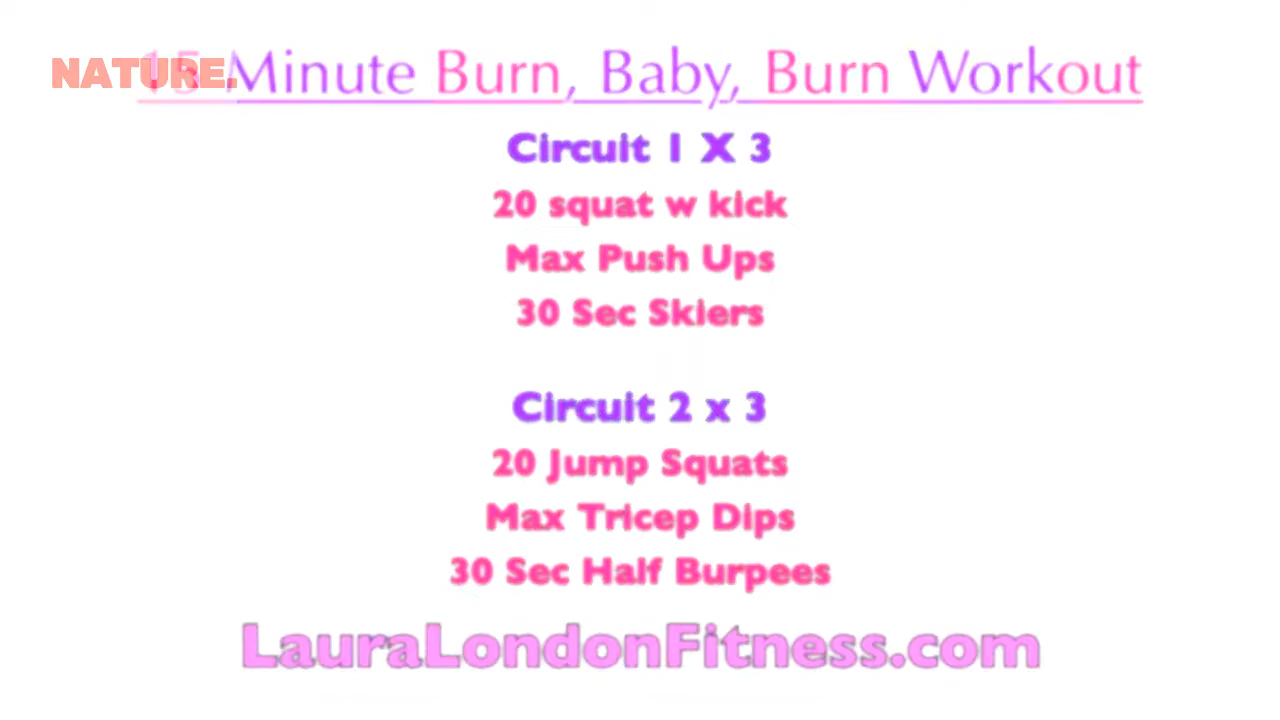 NATURE.
15 Minute Burn, Baby, Burn Workout
Circuit 1 X 3
20 squat w kick
Max Push Ups
30 Sec Skiers
Circuit 2 x 3
20 Jump Squats
Max Tricep Dips
30 Sec Half Burpees
LauraLondonFitness.com